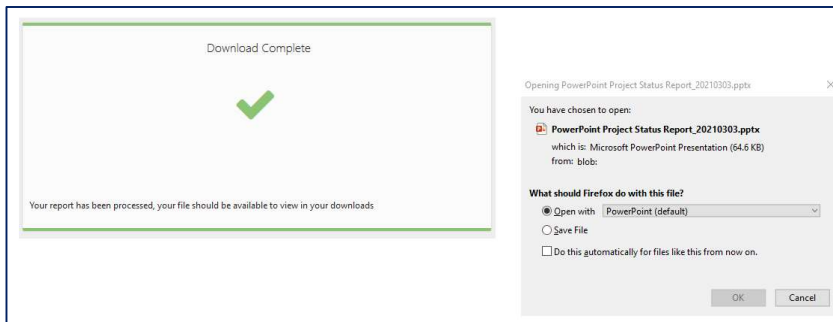 Download Complete
Your report has been processed, your file should be available to view in your downloads
Opening PowerPoint Project Status Report_20210303.pptx
You have chosen to open:
PowerPoint Project Status Report_20210303.pptx
which is: Microsoft PowerPoint Presentation (64.6 KB)
from: blob:
What should Firefox do with this file?
Open with PowerPoint (default)
Save File
Do this automatically for files like this from now on.
OK Cancel